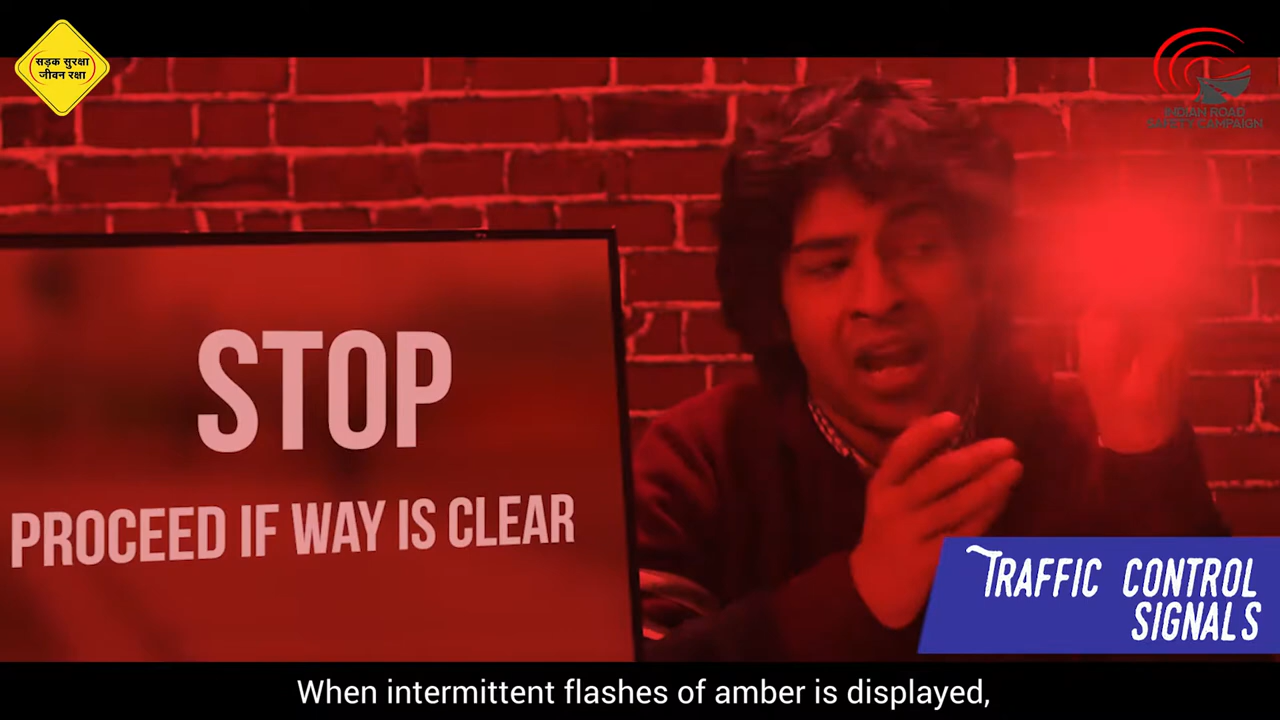 सड़क सुरक्षा
जीवन रक्षा
INDIAN ROAD
SAFETY CAMPAIGN
STOP
PROCEED IF WAY IS CLEAR
TRAFFIC CONTROL
SIGNALS
When intermittent flashes of amber is displayed,